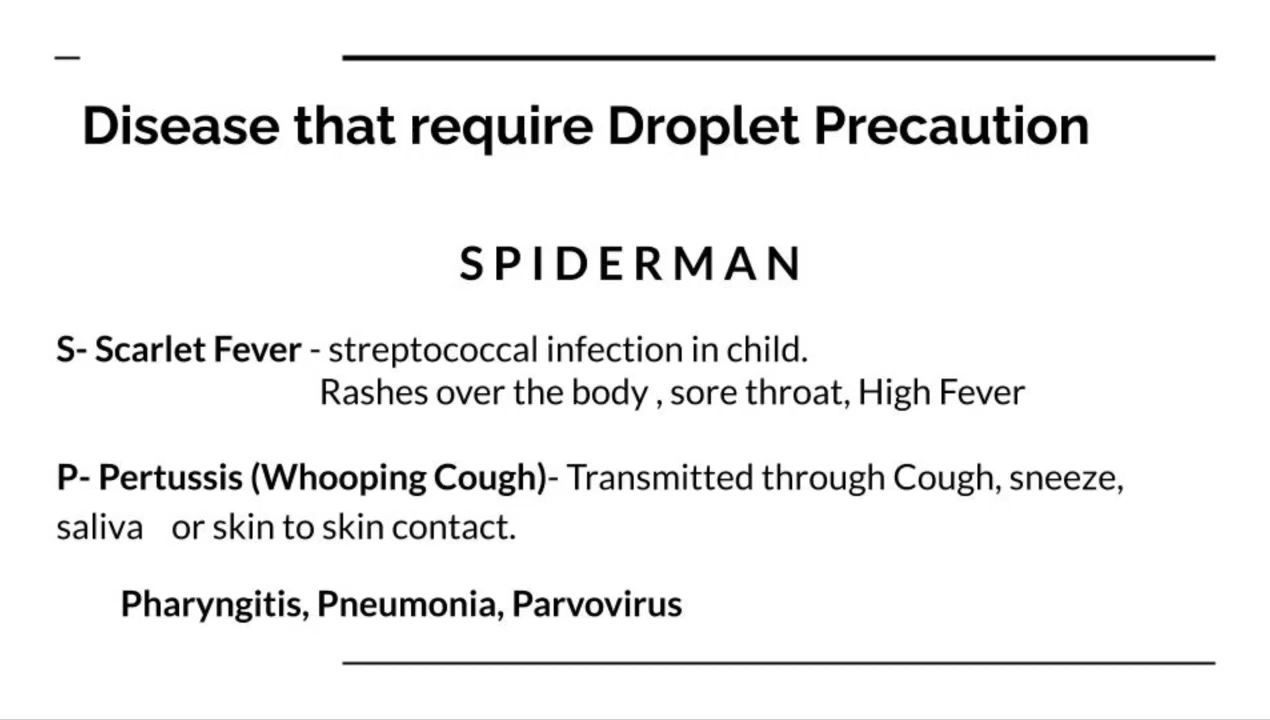 Disease that require Droplet Precaution
S P I D E R M A N
S- Scarlet Fever - streptococcal infection in child.
Rashes over the body , sore throat, High Fever
P- Pertussis (Whooping Cough)- Transmitted through Cough, sneeze,
saliva or skin to skin contact.
Pharyngitis, Pneumonia, Parvovirus